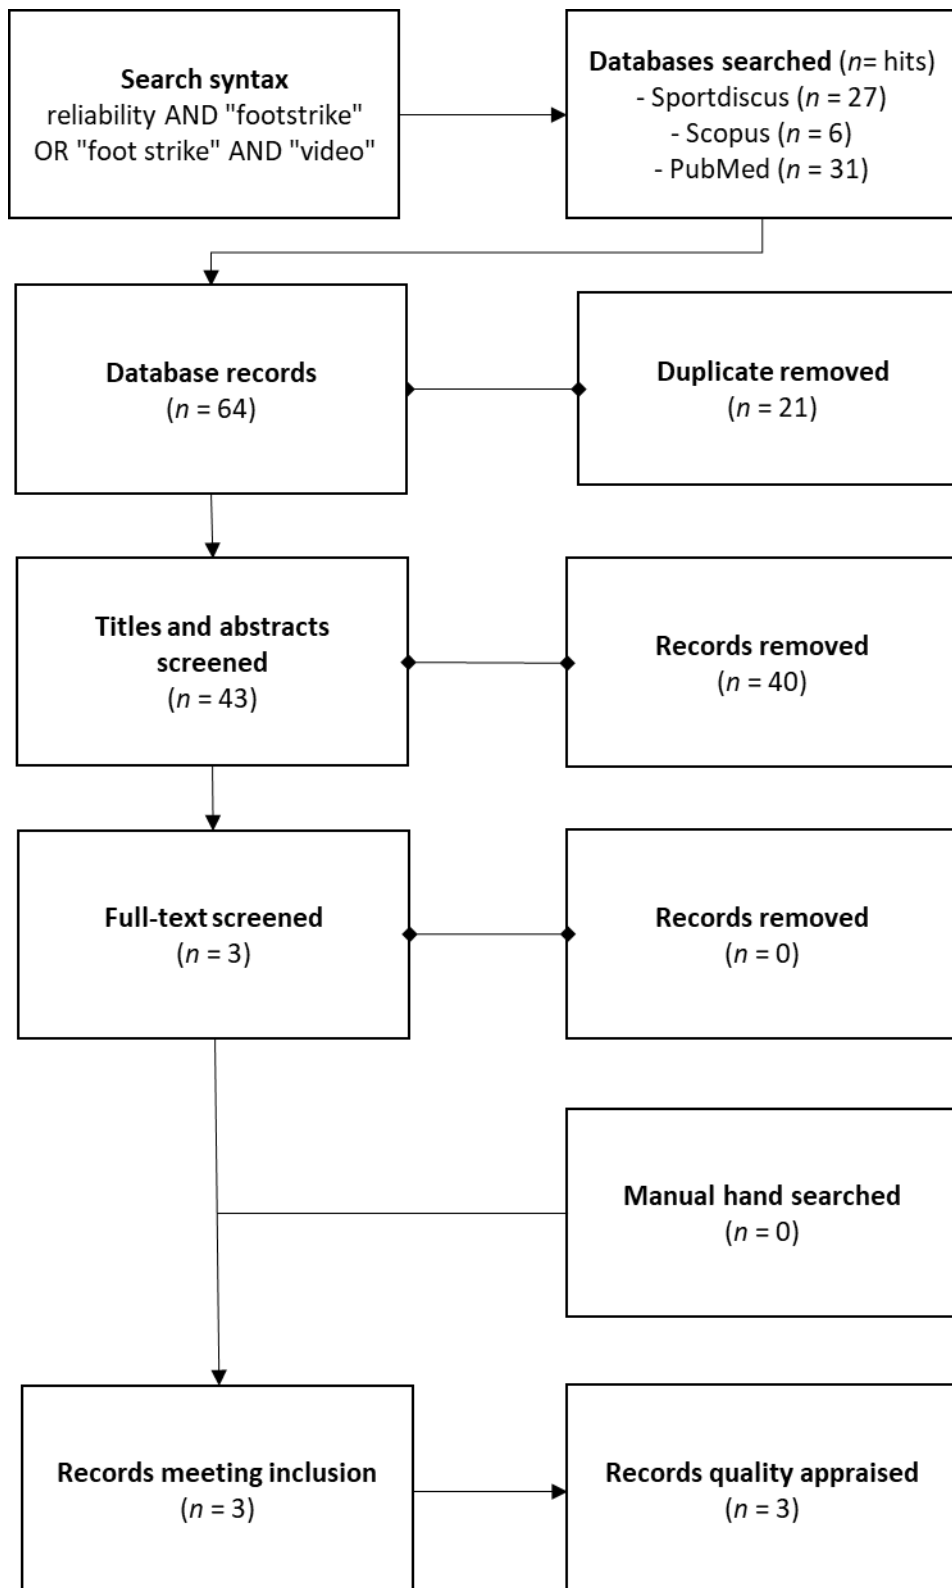 Search syntax
reliability AND "footstrike"
OR "foot strike" AND "video"
Databases searched (n= hits)
- Sportdiscus (n = 27)
- Scopus (n = 6)
- PubMed (n = 31)
Database records
(n = 64)
Duplicate removed
(n = 21)
Titles and abstracts
screened
(n = 43)
Records removed
(n = 40)
Full-text screened
(n = 3)
Records removed
(n = 0)
Manual hand searched
(n = 0)
Records meeting inclusion
(n = 3)
Records quality appraised
(n = 3)